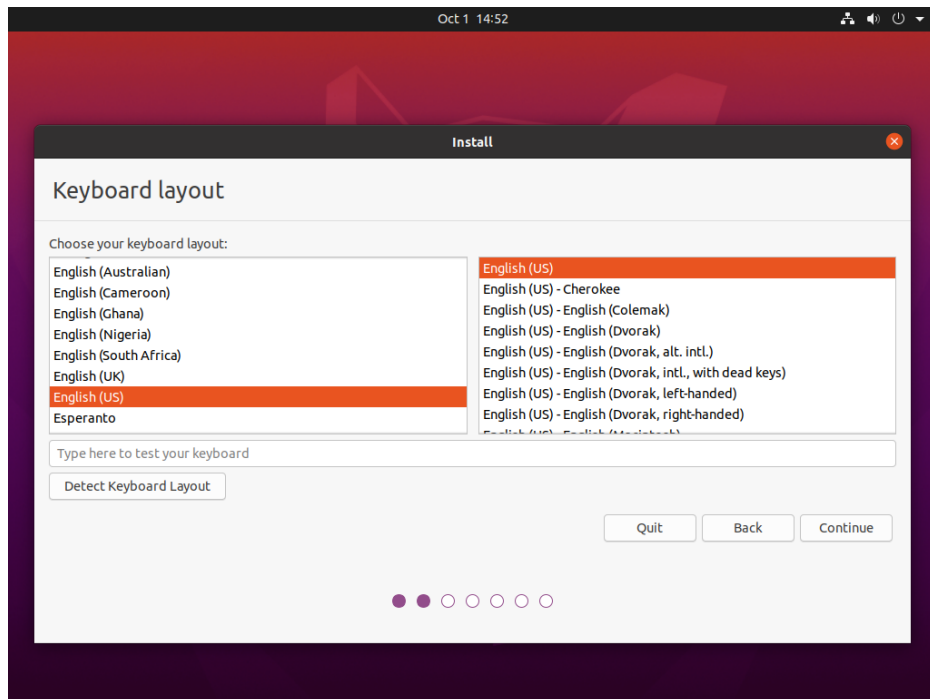 Oct 1 14:52
Install
Keyboard layout
Choose your keyboard layout:
English (Australian)
English (Cameroon)
English (Ghana)
English (Nigeria)
English (South Africa)
English (UK)
English (US)
Esperanto
English (US)
English (US) - Cherokee
English (US) - English (Colemak)
English (US) - English (Dvorak)
English (US) - English (Dvorak, alt. intl.)
English (US) - English (Dvorak, intl., with dead keys)
English (US) - English (Dvorak, left-handed)
English (US) - English (Dvorak, right-handed)
English (US) - English (Macintosh)
Type here to test your keyboard
Detect Keyboard Layout
Quit
Back
Continue